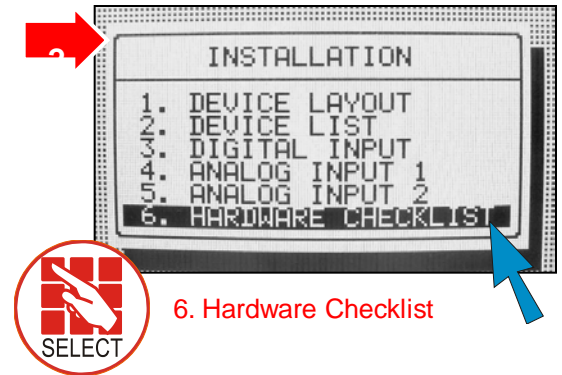 INSTALLATION
1. DEVICE LAYOUT
2. DEVICE LIST
3. DIGITAL INPUT
4. ANALOG INPUT 1
5. ANALOG INPUT 2
6. HARDWARE CHECKLIST
6. Hardware Checklist
SELECT